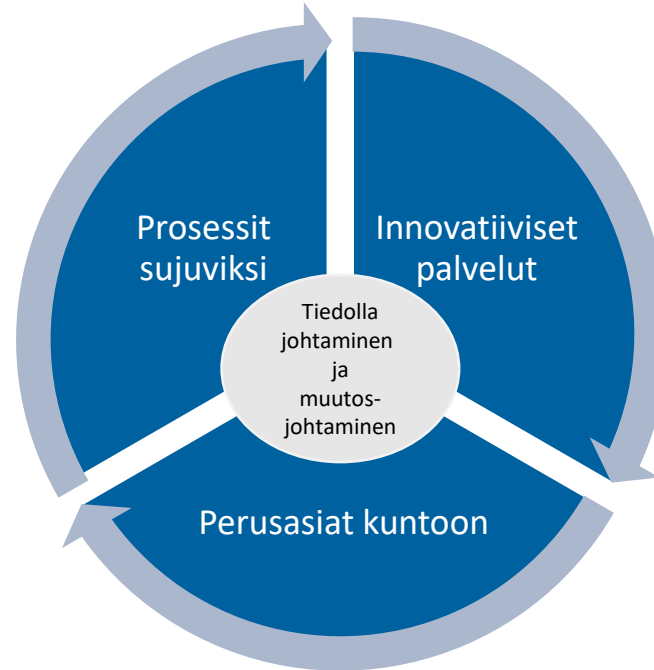 Prosessit
sujuviksi
Innovatiiviset
palvelut
Tiedolla
johtaminen
ja
muutos-
johtaminen
Perusasiat kuntoon